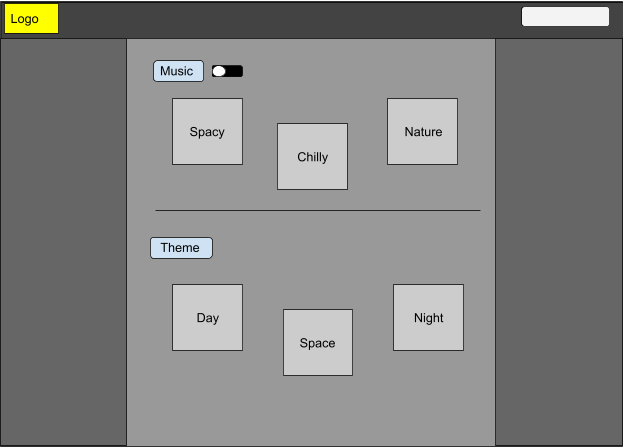 Logo
Music
Spacy
Chilly
Nature
Theme
Day
Space
Night